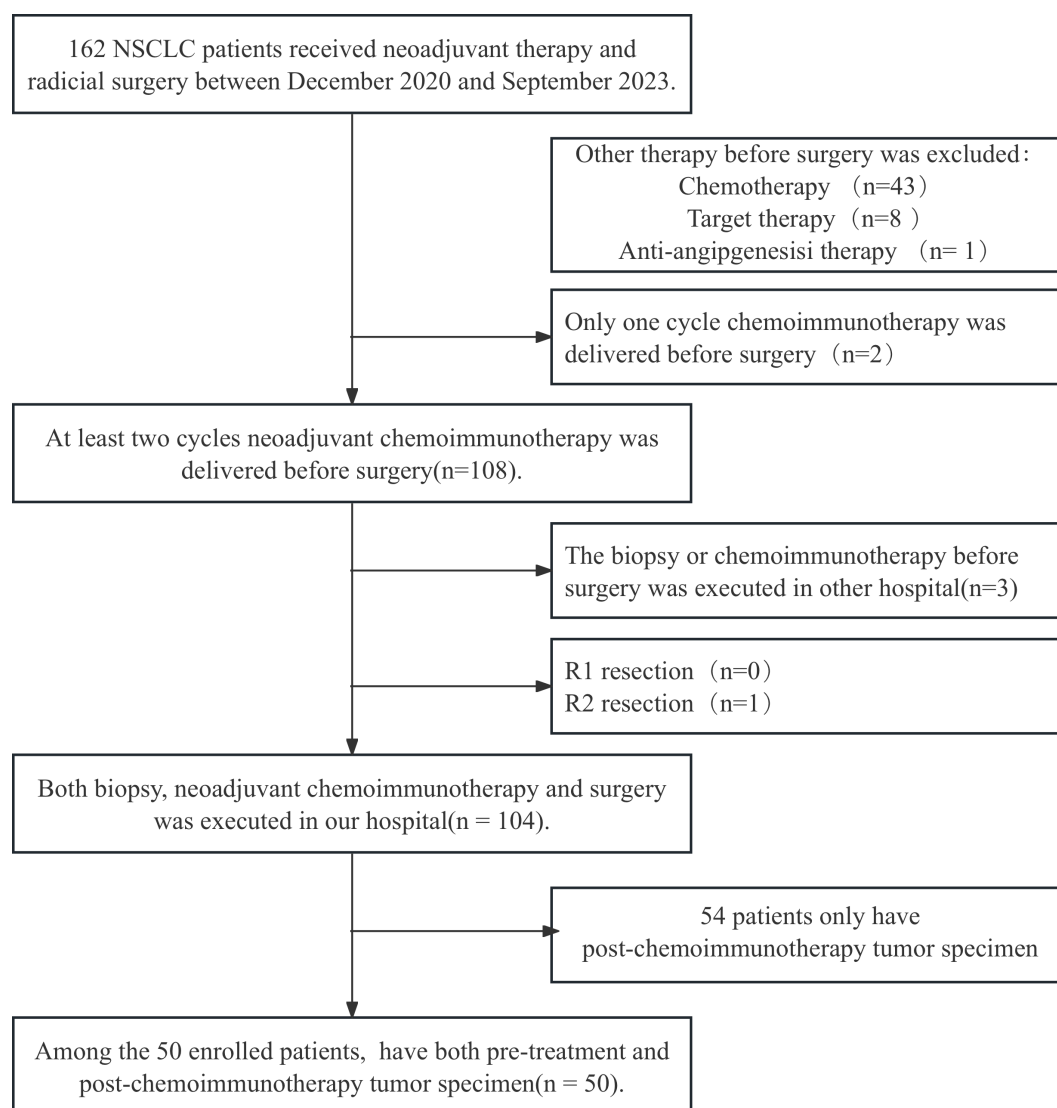 162 NSCLC patients received neoadjuvant therapy and
radicial surgery between December 2020 and September 2023.
Other therapy before surgery was excluded：
Chemotherapy （n=43）
Target therapy（n=8 ）
Anti-angipgenesisi therapy （n= 1）
Only one cycle chemoimmunotherapy was
delivered before surgery（n=2）
At least two cycles neoadjuvant chemoimmunotherapy was
delivered before surgery(n=108).
The biopsy or chemoimmunotherapy before
surgery was executed in other hospital(n=3)
R1 resection（n=0）
R2 resection（n=1）
Both biopsy, neoadjuvant chemoimmunotherapy and surgery
was executed in our hospital(n = 104).
54 patients only have
post-chemoimmunotherapy tumor specimen
Among the 50 enrolled patients,  have both pre-treatment and
post-chemoimmunotherapy tumor specimen(n = 50).